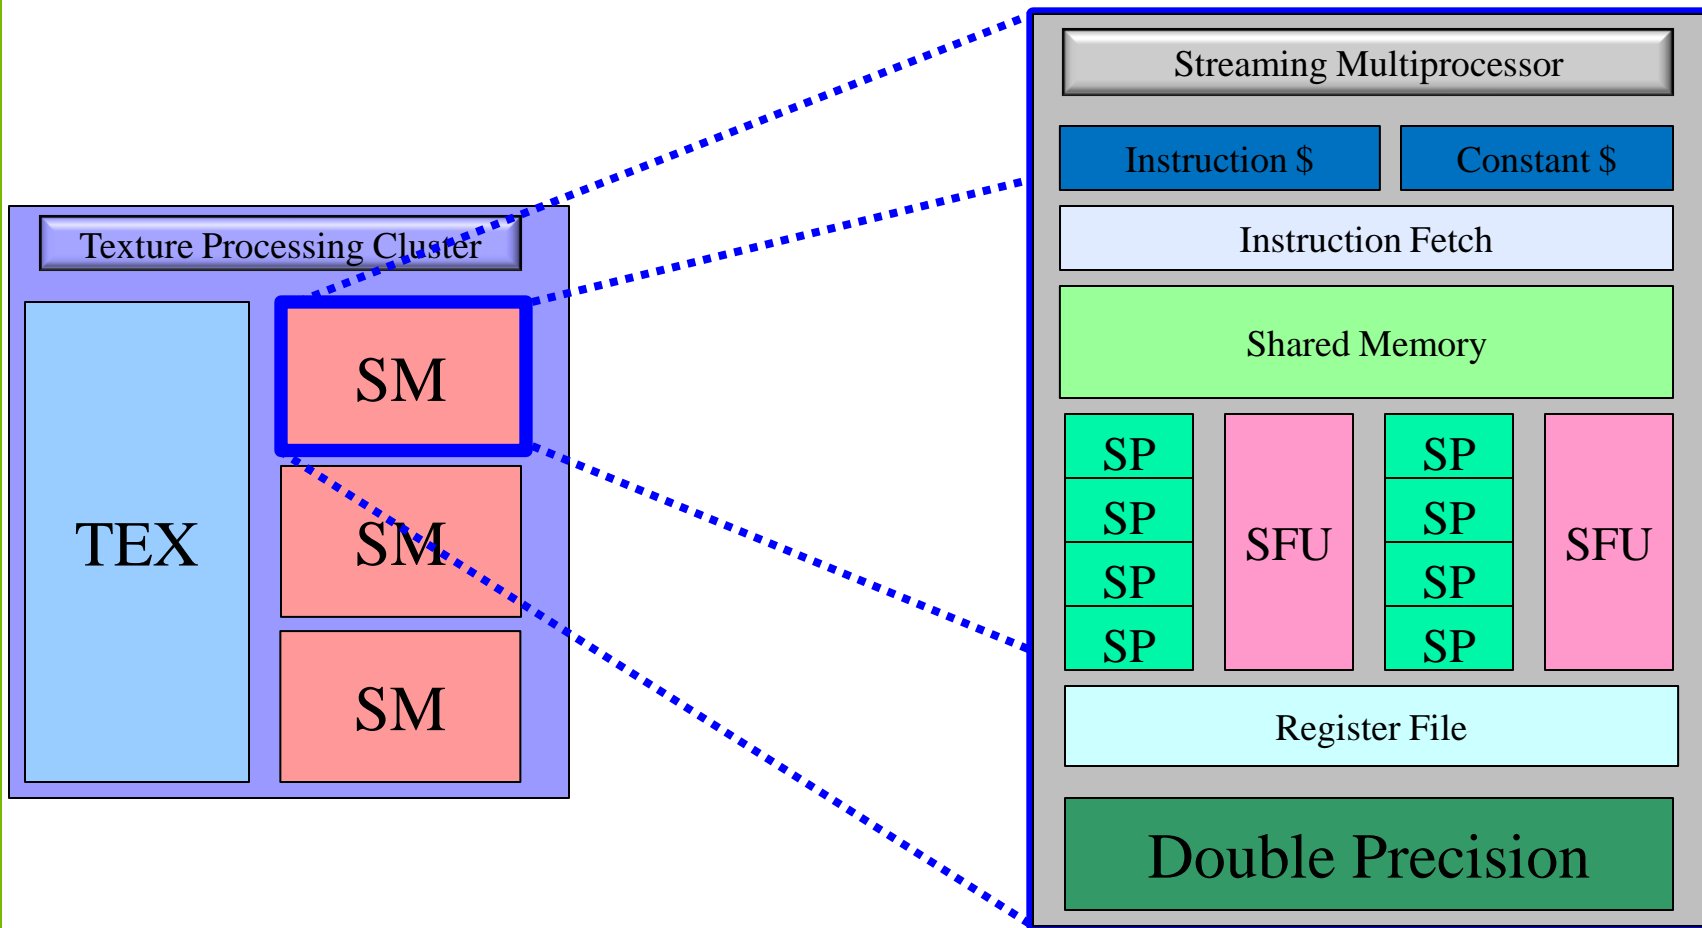 Texture Processing Cluster
TEX
SM
SM
SM
Streaming Multiprocessor
Instruction $
Constant $
Instruction Fetch
Shared Memory
SP
SP
SP
SP
SFU
SP
SP
SP
SP
SFU
Register File
Double Precision